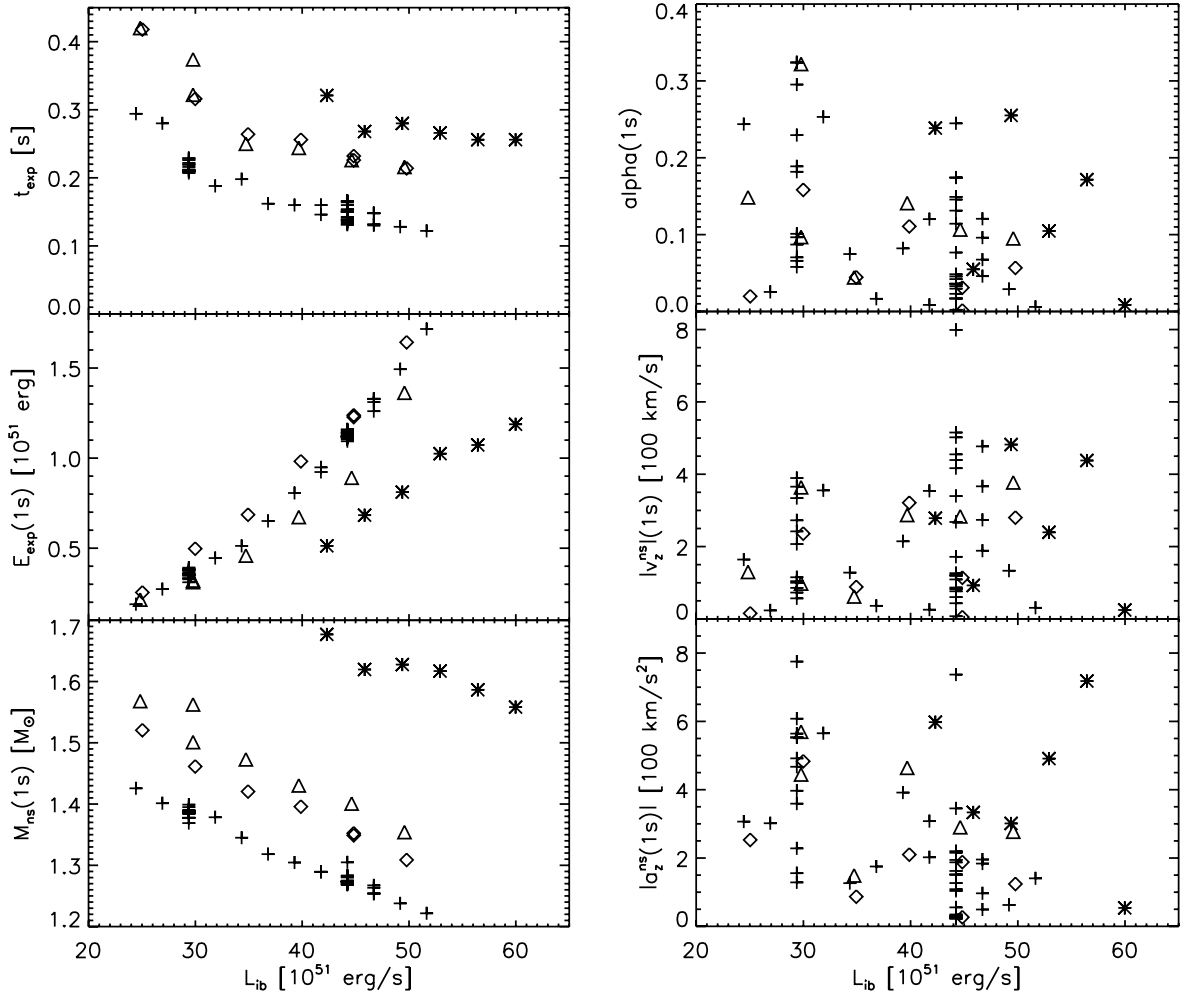 0.4
0.3
0.2
0.1
0.0
t_exp [s]
1.5
1.0
0.5
E_exp(1s) [10^51 erg]
1.7
1.6
1.5
1.4
1.3
1.2
M_ns(1s) [M_⊙]
20 30 40 50 60
L_ib [10^51 erg/s]
0.4
0.3
0.2
0.1
0.0
alpha(1s)
8
6
4
2
0
|v_z^ns|(1s) [100 km/s]
8
6
4
2
0
|a_z^ns(1s)| [100 km/s^2]
20 30 40 50 60
L_ib [10^51 erg/s]